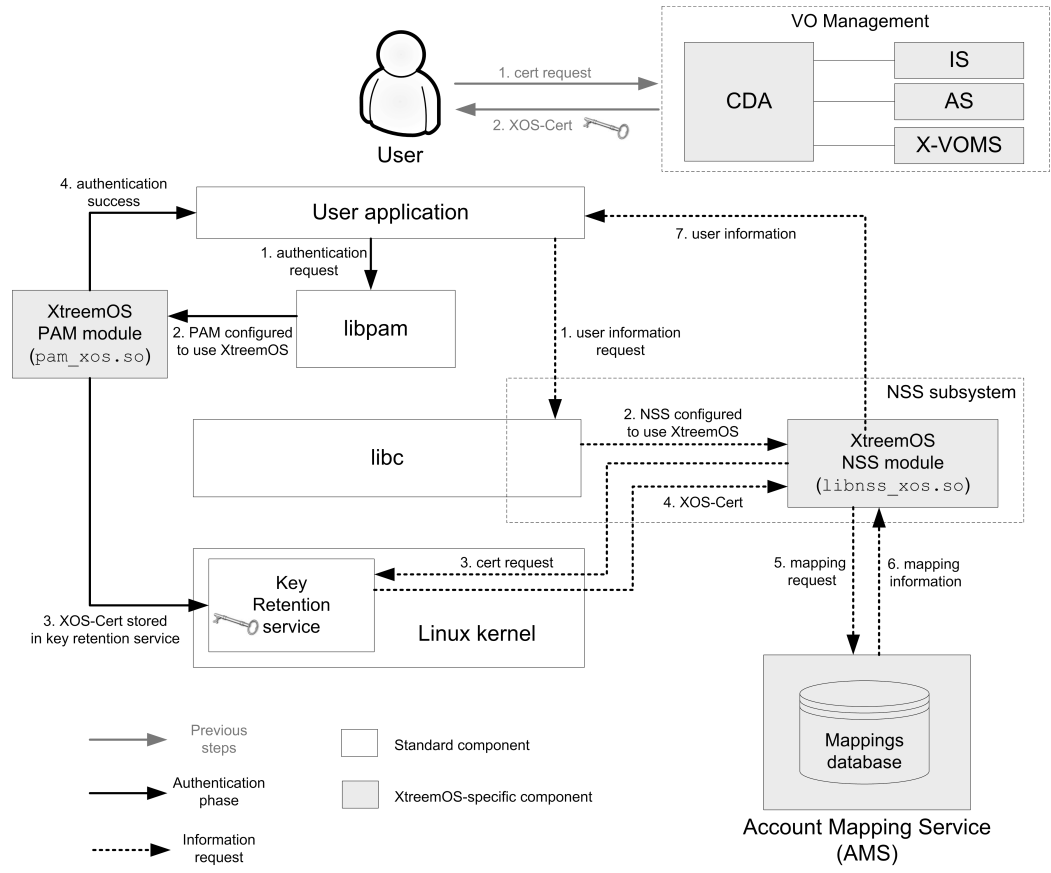 VO Management
CDA
IS
AS
X-VOMS
1. cert request
2. XOS-Cert
User
4. authentication
success
User application
7. user information
1. authentication
request
XtreemOS
PAM module
(pam_xos.so)
2. PAM configured
to use XtreemOS
libpam
1. user information
request
NSS subsystem
libc
2. NSS configured
to use XtreemOS
XtreemOS
NSS module
(libnss_xos.so)
4. XOS-Cert
3. cert request
5. mapping
request
6. mapping
information
Key
Retention
service
Linux kernel
3. XOS-Cert stored
in key retention service
Mappings
database
Account Mapping Service
(AMS)
Previous
steps
Standard component
Authentication
phase
XtreemOS-specific component
Information
request